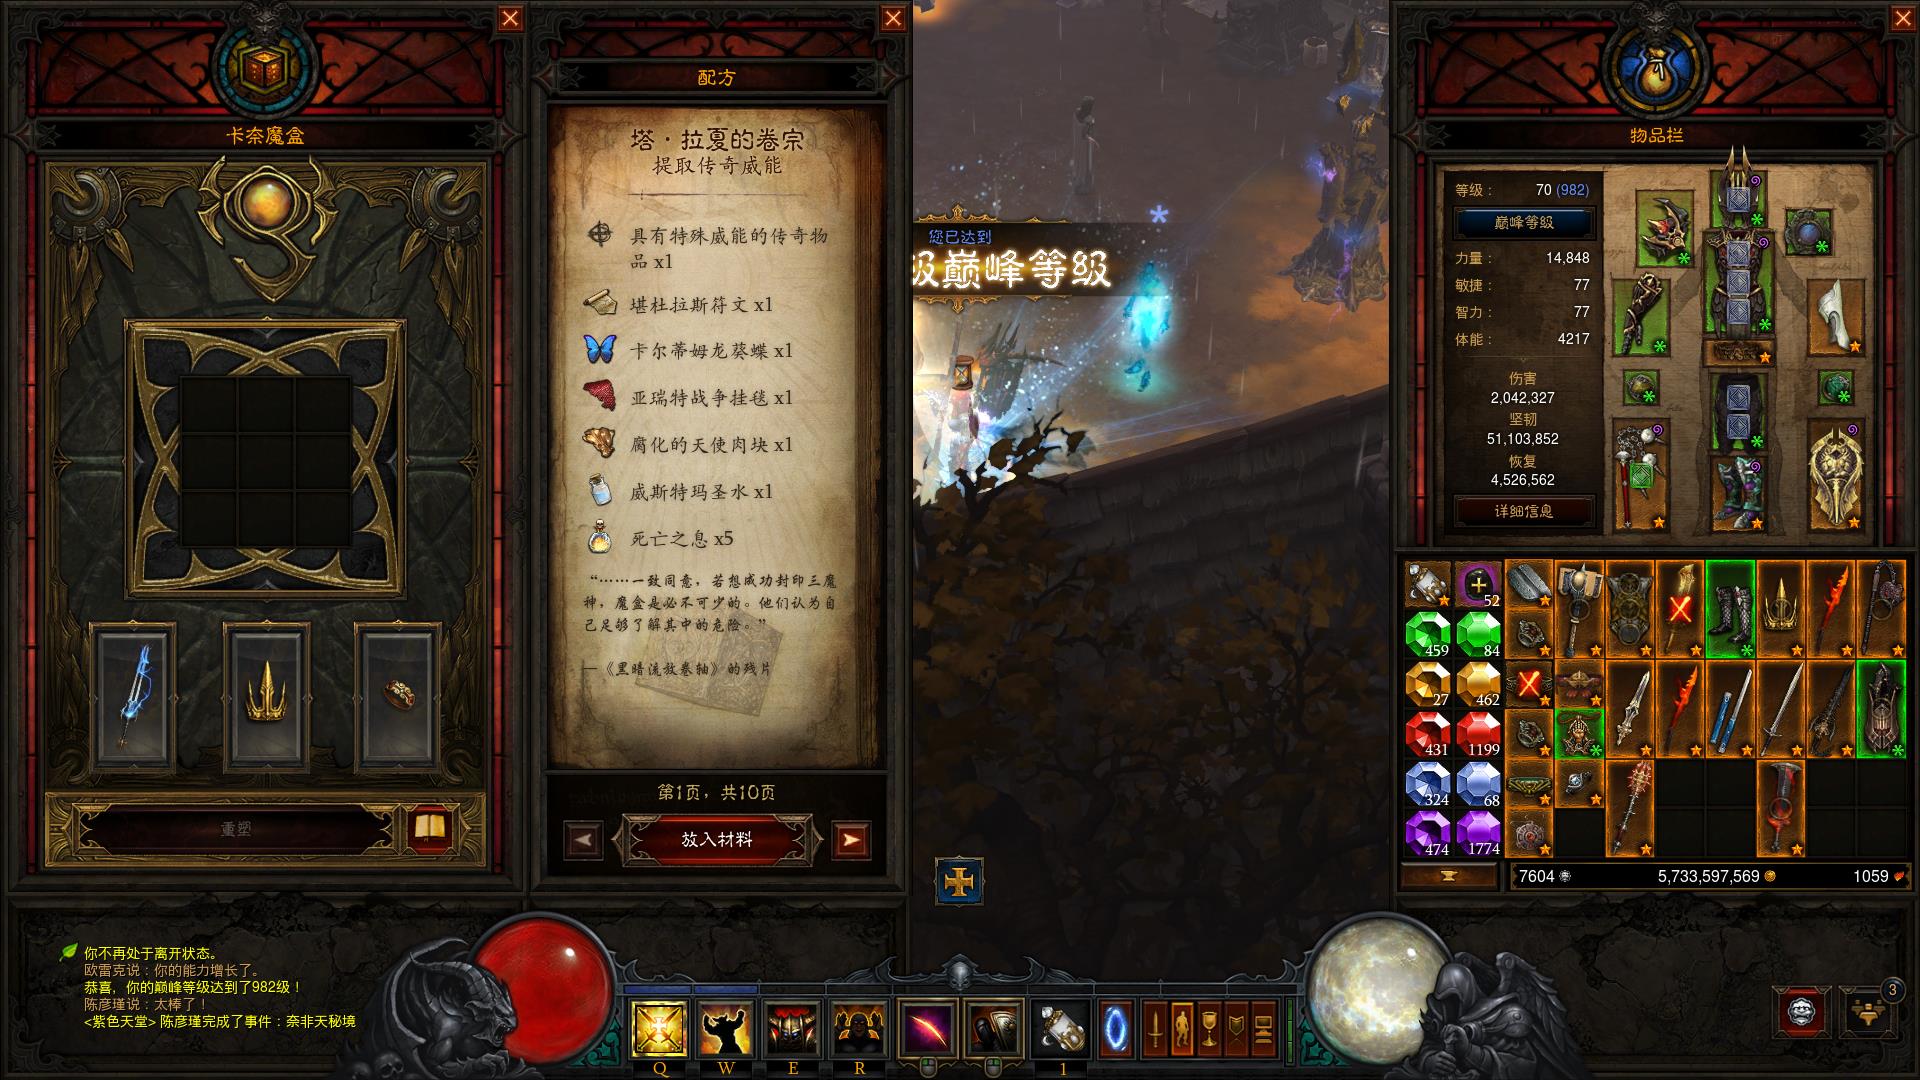 卡奈魔盒
重塑
配方
塔·拉夏的卷宗
提取传奇威能
具有特殊威能的传奇物
品 x1
堪杜拉斯符文 x1
卡尔蒂姆龙葵蝶 x1
亚瑞特战争挂毯 x1
腐化的天使肉块 x1
威斯特玛圣水 x1
死亡之息 x5
“……一致同意，若想成功封印三魔
神，魔盒是必不可少的。他们认为自
己足够了解其中的危险。”
—《黑暗流放卷轴》的残片
第1页，共10页
放入材料
您已达到
级巅峰等级
物品栏
等级： 70 (982)
巅峰等级
力量： 14,848
敏捷： 77
智力： 77
体能： 4217
伤害
2,042,327
坚韧
51,103,852
恢复
4,526,562
详细信息
52
459 84
27 462
431 1199
324 68
474 1774
7604 5,733,597,569 1059
你不再处于离开状态。
欧雷克说：你的能力增长了。
恭喜，你的巅峰等级达到了982级！
陈彦瑾说：太棒了！
<紫色天堂> 陈彦瑾完成了事件：奈非天秘境
Q W E R 1
3